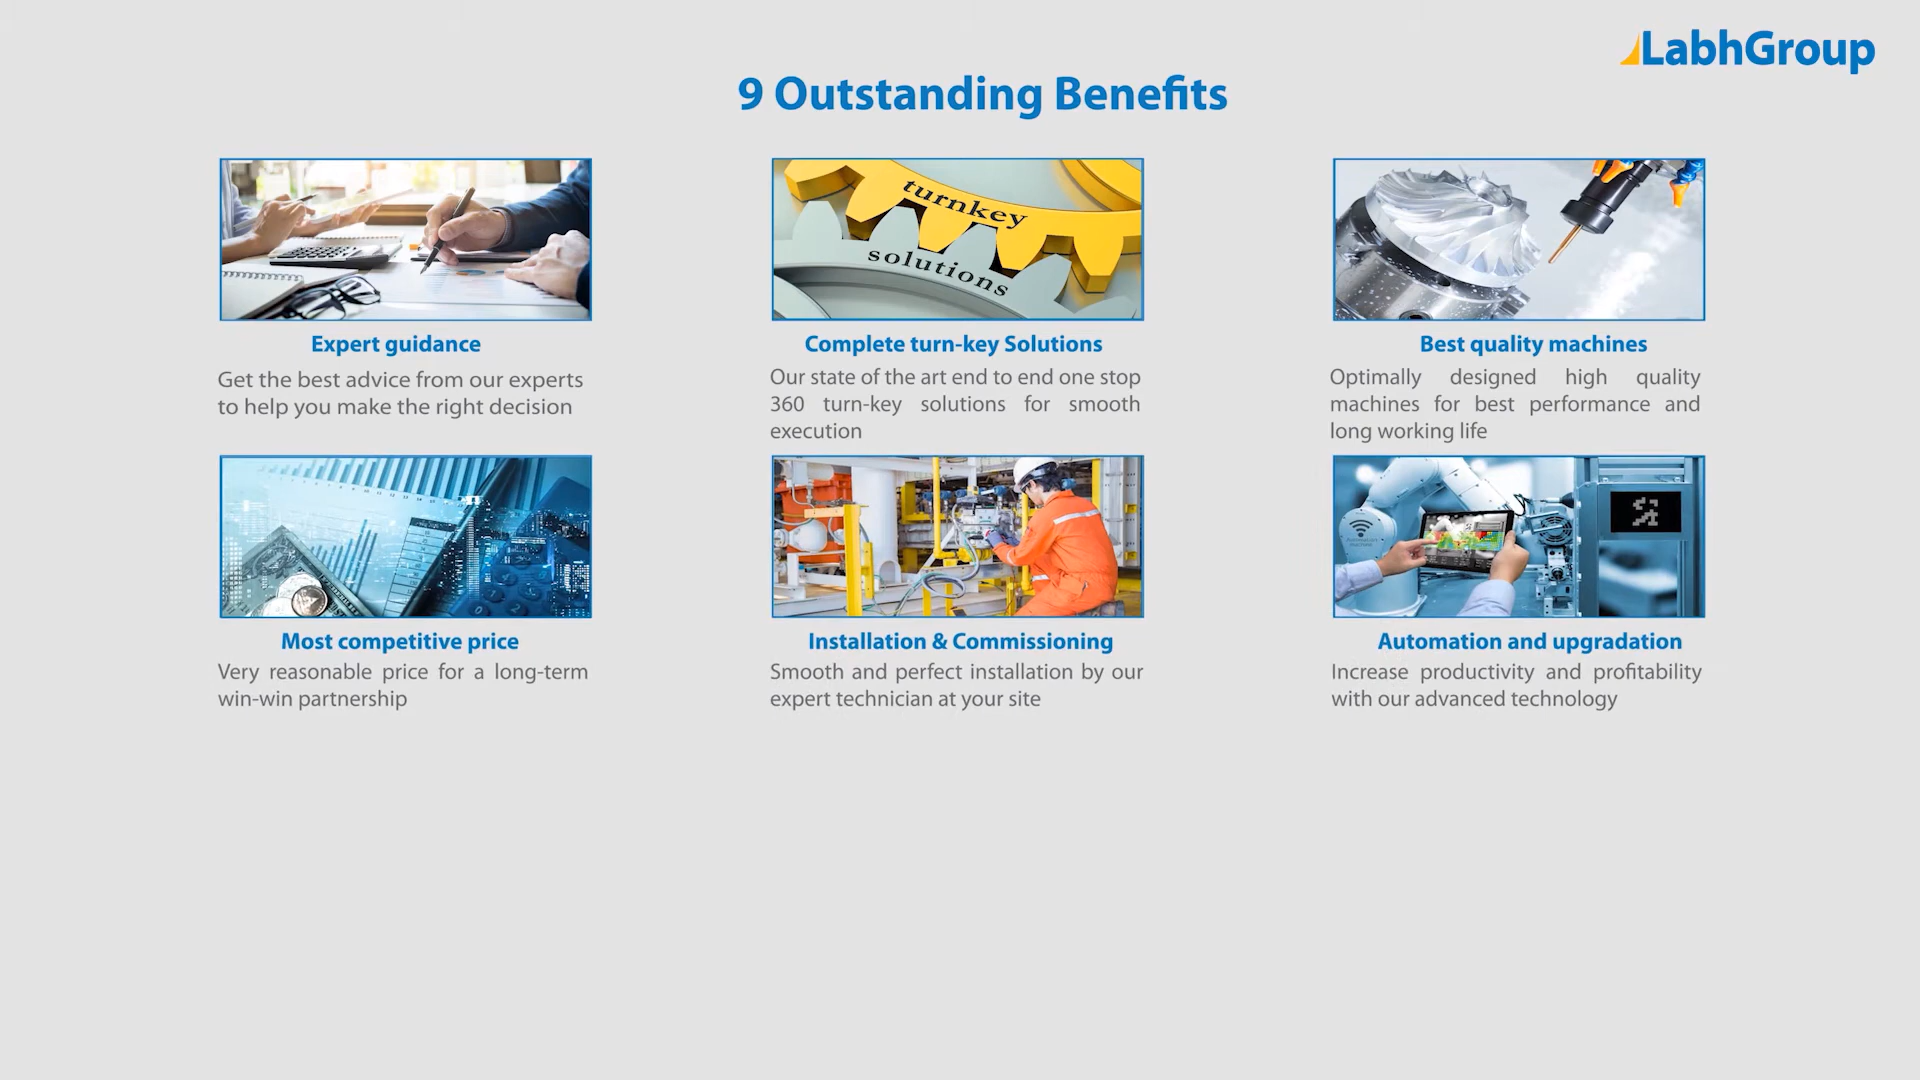 LabhGroup
9 Outstanding Benefits
turnkey
solutions
Expert guidance
Get the best advice from our experts
to help you make the right decision
Complete turn-key Solutions
Our state of the art end to end one stop
360 turn-key solutions for smooth
execution
Best quality machines
Optimally designed high quality
machines for best performance and
long working life
Most competitive price
Very reasonable price for a long-term
win-win partnership
Installation & Commissioning
Smooth and perfect installation by our
expert technician at your site
Automation and upgradation
Increase productivity and profitability
with our advanced technology